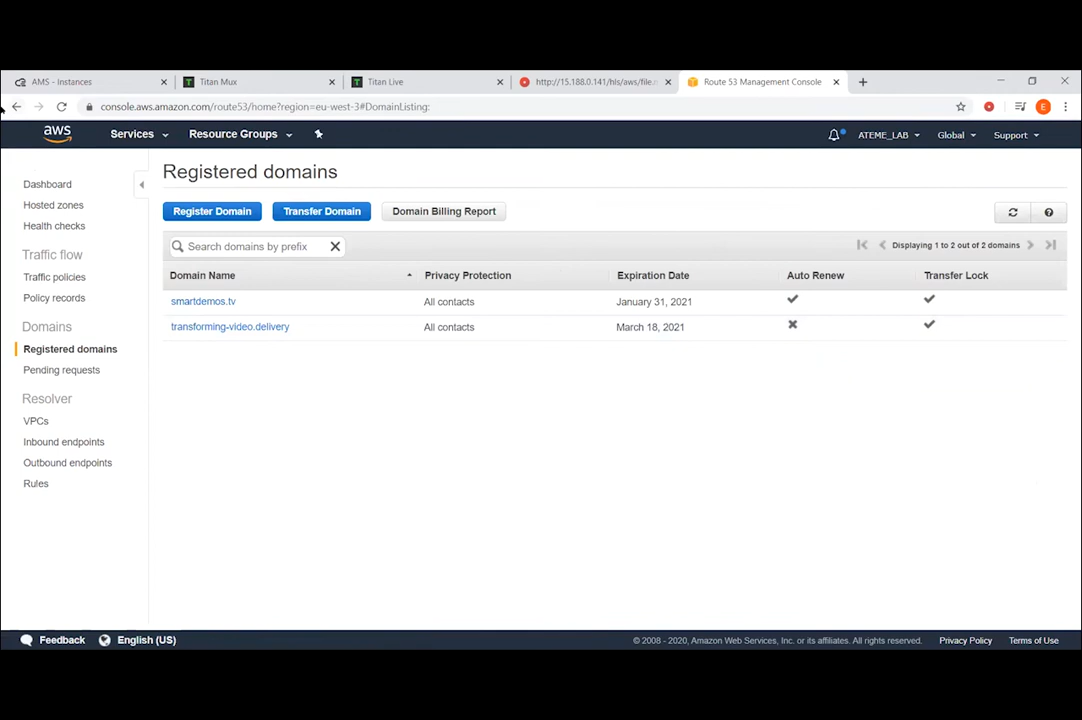 AMS - Instances
Titan Mux
Titan Live
http://15.188.0.141/hls/aws/file.m
Route 53 Management Console
console.aws.amazon.com/route53/home?region=eu-west-3#DomainListing:
E
aws
Services
Resource Groups
ATEME_LAB
Global
Support
Dashboard
Hosted zones
Health checks
Traffic flow
Traffic policies
Policy records
Domains
Registered domains
Pending requests
Resolver
VPCs
Inbound endpoints
Outbound endpoints
Rules
Registered domains
Register Domain
Transfer Domain
Domain Billing Report
Search domains by prefix
Displaying 1 to 2 out of 2 domains
Domain Name Privacy Protection Expiration Date Auto Renew Transfer Lock
smartdemos.tv All contacts January 31, 2021
transforming-video.delivery All contacts March 18, 2021
Feedback
English (US)
© 2008 - 2020, Amazon Web Services, Inc. or its affiliates. All rights reserved.
Privacy Policy
Terms of Use